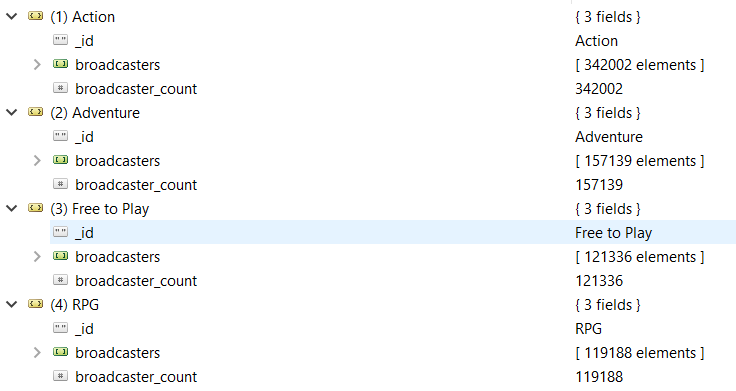 (1) Action { 3 fields }
"" _id Action
broadcasters [ 342002 elements ]
# broadcaster_count 342002
(2) Adventure { 3 fields }
"" _id Adventure
broadcasters [ 157139 elements ]
# broadcaster_count 157139
(3) Free to Play { 3 fields }
"" _id Free to Play
broadcasters [ 121336 elements ]
# broadcaster_count 121336
(4) RPG { 3 fields }
"" _id RPG
broadcasters [ 119188 elements ]
# broadcaster_count 119188